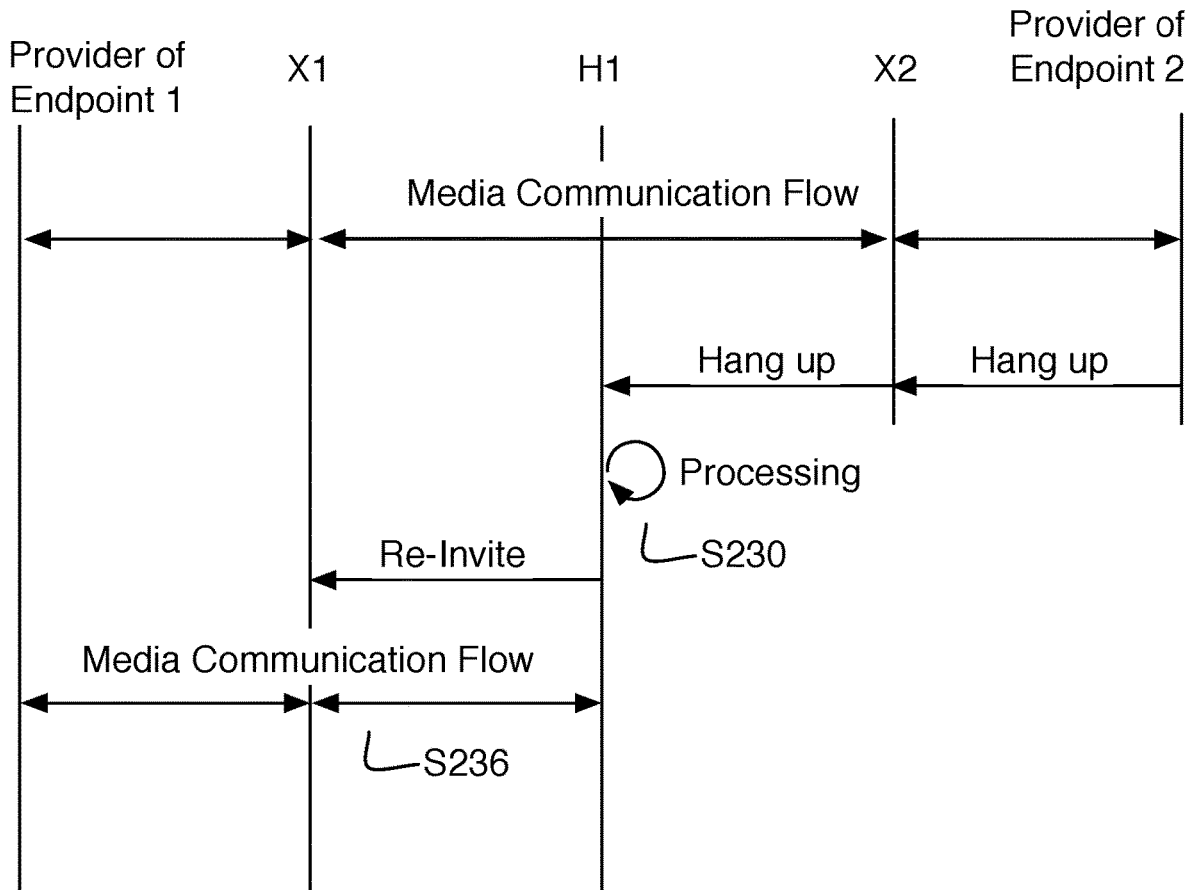 Provider of
Endpoint 1
X1
H1
X2
Provider of
Endpoint 2
Media Communication Flow
Hang up
Hang up
Processing
S230
Re-Invite
Media Communication Flow
S236